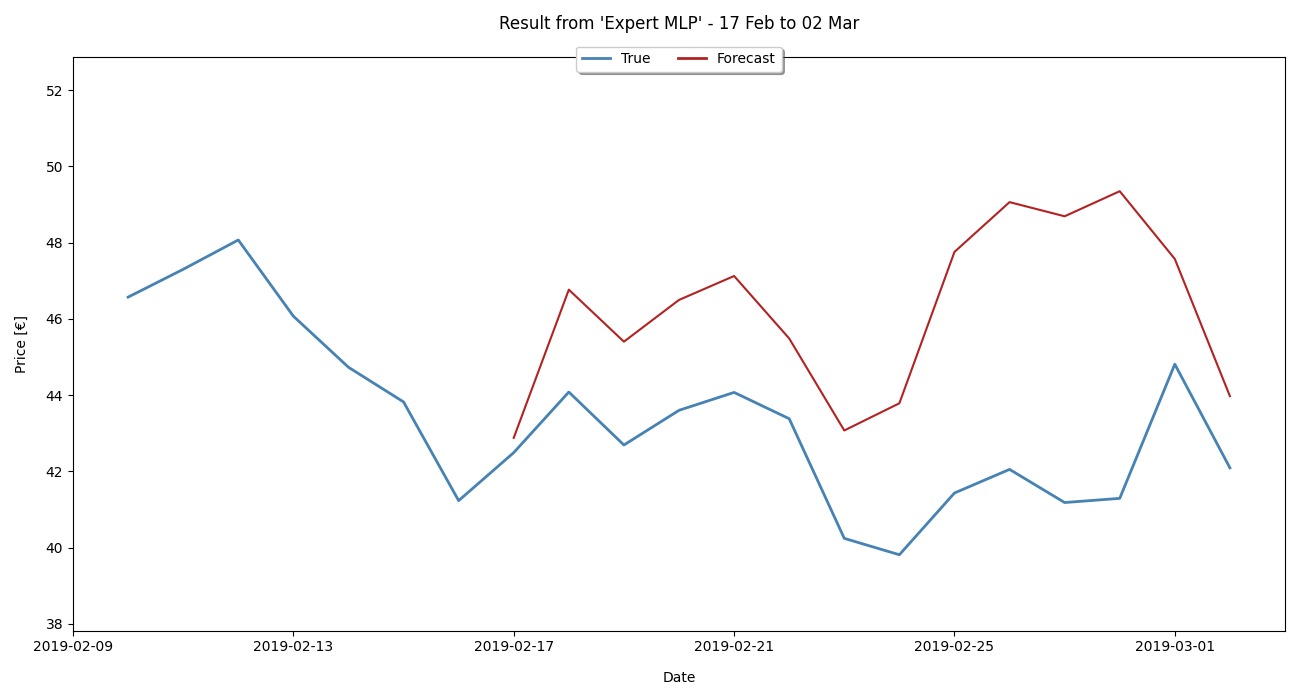 Result from 'Expert MLP' - 17 Feb to 02 Mar
True Forecast
Price [€]
52
50
48
46
44
42
40
38
2019-02-09 2019-02-13 2019-02-17 2019-02-21 2019-02-25 2019-03-01
Date